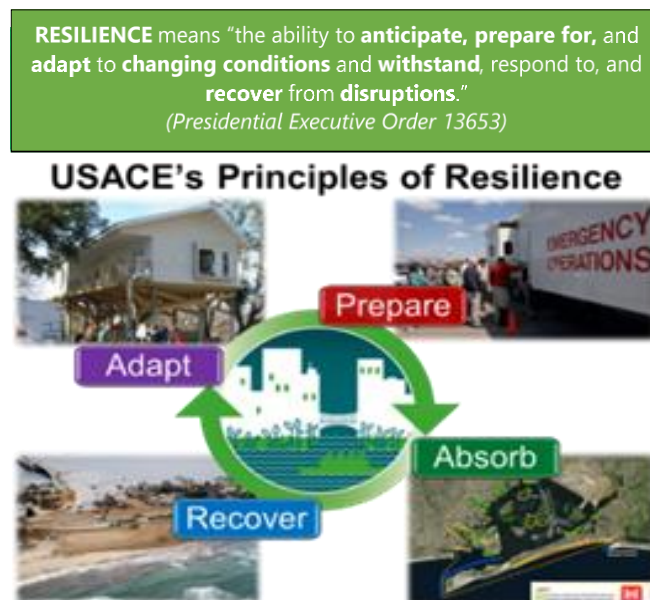 RESILIENCE means “the ability to anticipate, prepare for, and
adapt to changing conditions and withstand, respond to, and
recover from disruptions.”
(Presidential Executive Order 13653)
USACE’s Principles of Resilience
EMERGENCY
OPERATIONS
Prepare
Adapt
Absorb
Recover